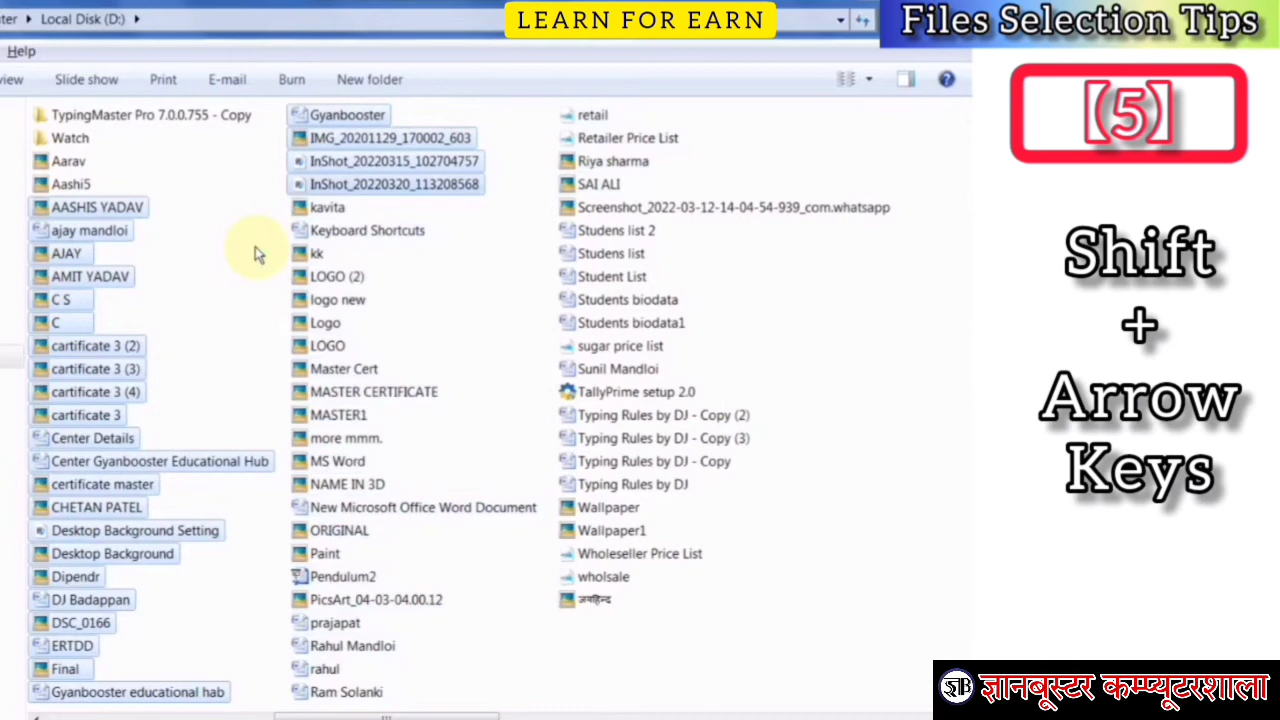 LEARN FOR EARN
Files Selection Tips
Local Disk (D:)
Help
Slide show
Print
E-mail
Burn
New folder
TypingMaster Pro 7.0.0.755 - Copy
Watch
Aarav
Aashi5
AASHIS YADAV
ajay mandloi
AJAY
AMIT YADAV
C S
C
cartificate 3 (2)
cartificate 3 (3)
cartificate 3 (4)
cartificate 3
Center Details
Center Gyanbooster Educational Hub
certificate master
CHETAN PATEL
Desktop Background Setting
Desktop Background
Dipendr
DJ Badappan
DSC_0166
ERTDD
Final
Gyanbooster educational hab
Gyanbooster
IMG_20201129_170002_603
InShot_20220315_102704757
InShot_20220320_113208568
kavita
Keyboard Shortcuts
kk
LOGO (2)
logo new
Logo
LOGO
Master Cert
MASTER CERTIFICATE
MASTER1
more mmm.
MS Word
NAME IN 3D
New Microsoft Office Word Document
ORIGINAL
Paint
Pendulum2
PicsArt_04-03-04.00.12
prajapat
Rahul Mandloi
rahul
Ram Solanki
retail
Retailer Price List
Riya sharma
SAI ALI
Screenshot_2022-03-12-14-04-54-939_com.whatsapp
Studens list 2
Studens list
Student List
Students biodata
Students biodata1
sugar price list
Sunil Mandloi
TallyPrime setup 2.0
Typing Rules by DJ - Copy (2)
Typing Rules by DJ - Copy (3)
Typing Rules by DJ - Copy
Typing Rules by DJ
Wallpaper
Wallpaper1
Wholeseller Price List
wholsale
जयहिन्द
【5】
Shift
+
Arrow
Keys
ज्ञानबूस्टर कम्प्यूटरशाला